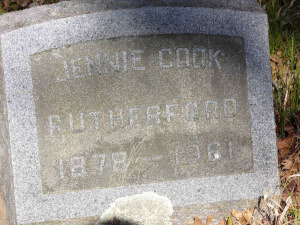 JENNIE COOK
RUTHERFORD
1878 — 1961